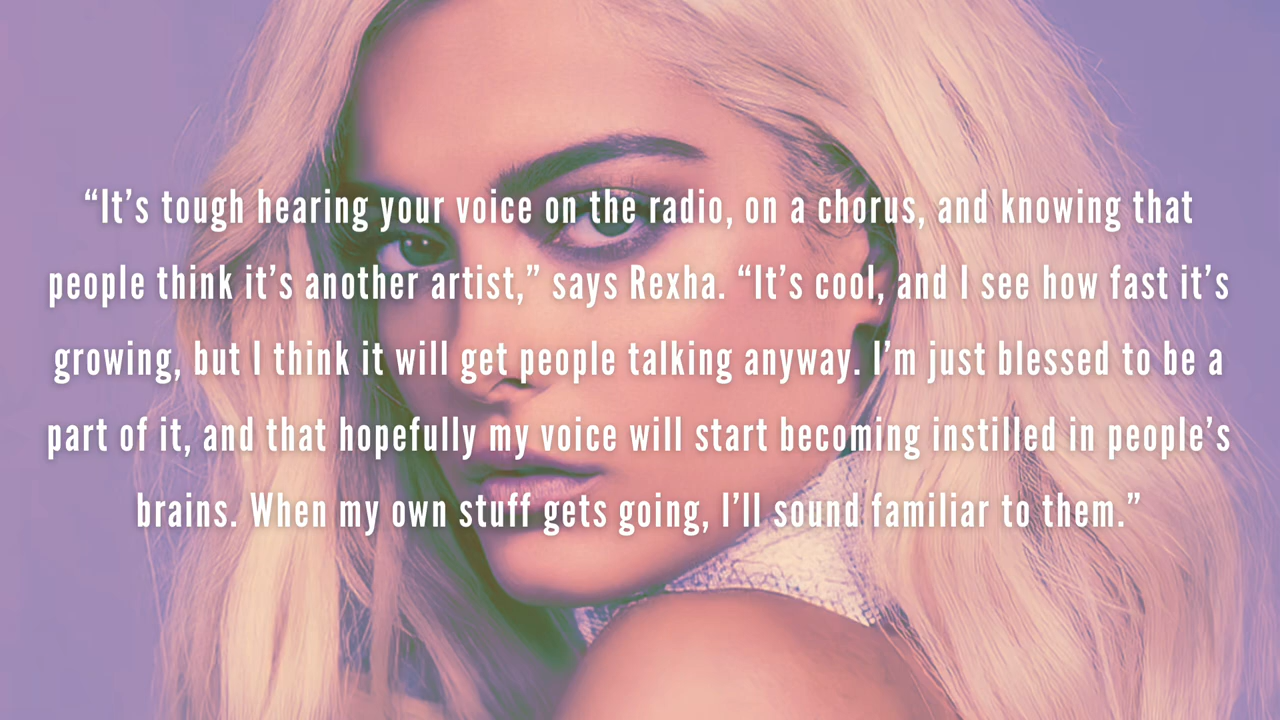 “It’s tough hearing your voice on the radio, on a chorus, and knowing that
people think it’s another artist,” says Rexha. “It’s cool, and I see how fast it’s
growing, but I think it will get people talking anyway. I’m just blessed to be a
part of it, and that hopefully my voice will start becoming instilled in people’s
brains. When my own stuff gets going, I’ll sound familiar to them.”